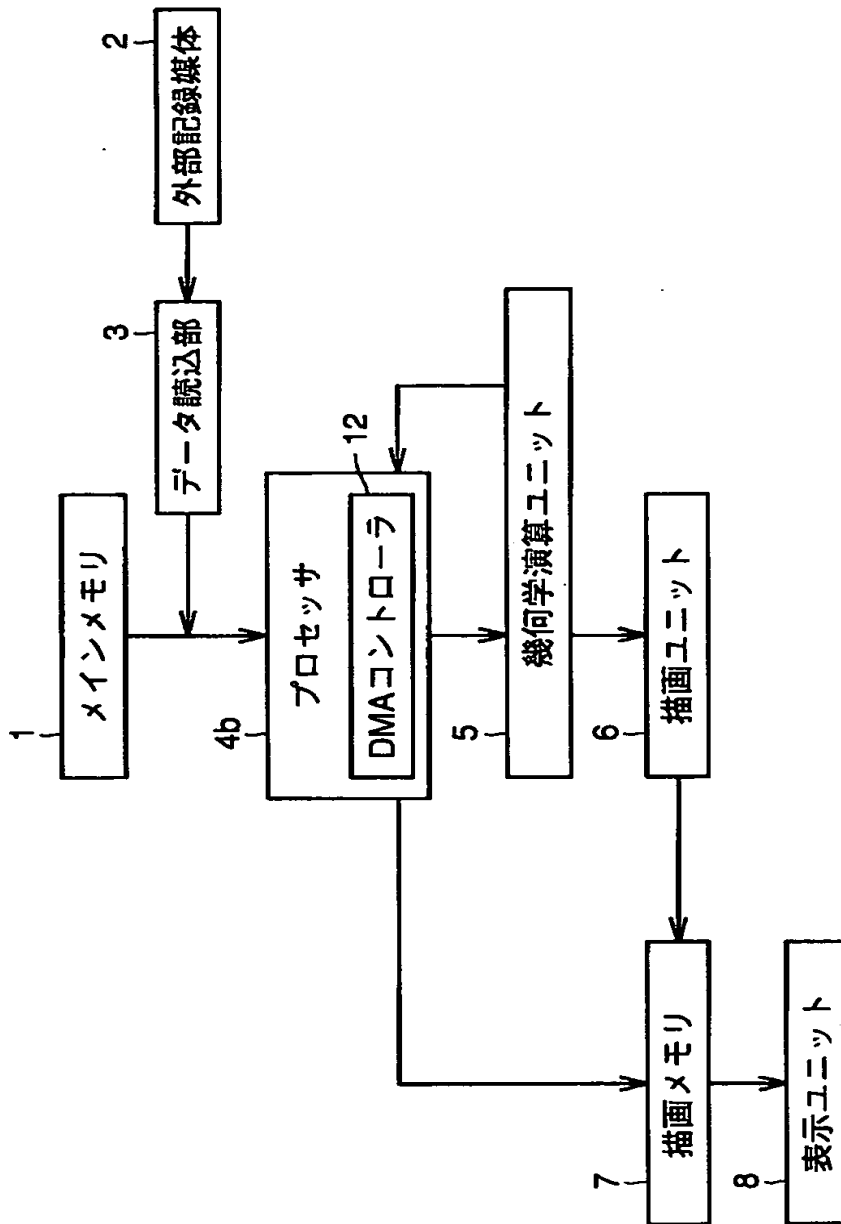 1
メインメモリ
2
外部記録媒体
3
データ読込部
4b
プロセッサ
12
DMAコントローラ
5
幾何学演算ユニット
6
描画ユニット
7
描画メモリ
8
表示ユニット